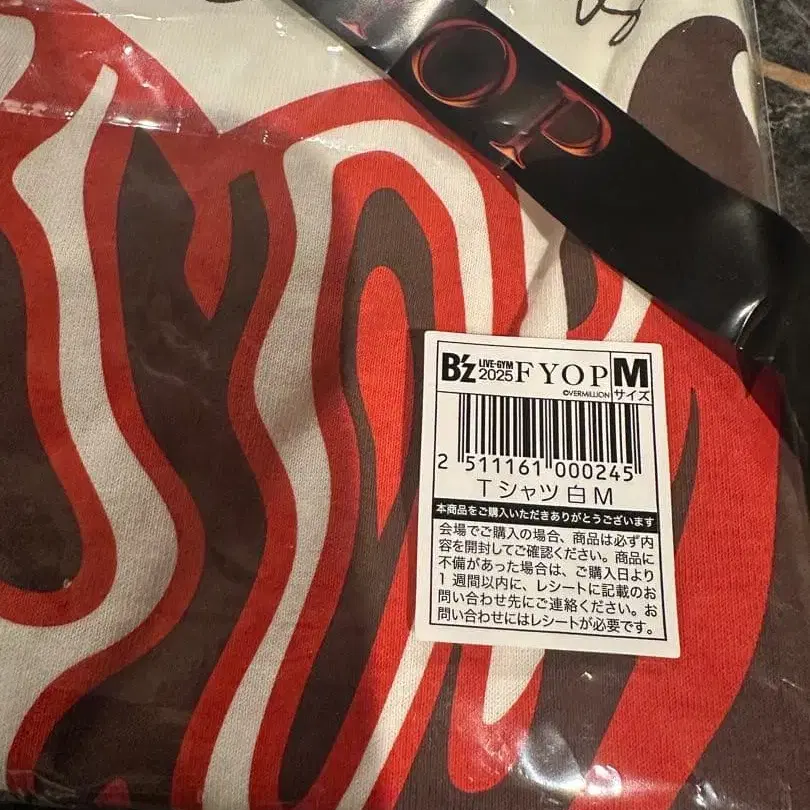 OP
B'z LIVE-GYM 2025 FYOP M
©VERMILLION サイズ
2 511161 000245
Tシャツ 白 M
本商品をご購入いただきありがとうございます
会場でご購入の場合、商品は必ず内
容を開封してご確認ください。商品に
不備があった場合は、ご購入日より
1週間以内に、レシートに記載のお
問い合わせ先にご連絡ください。お
問い合わせにはレシートが必要です。